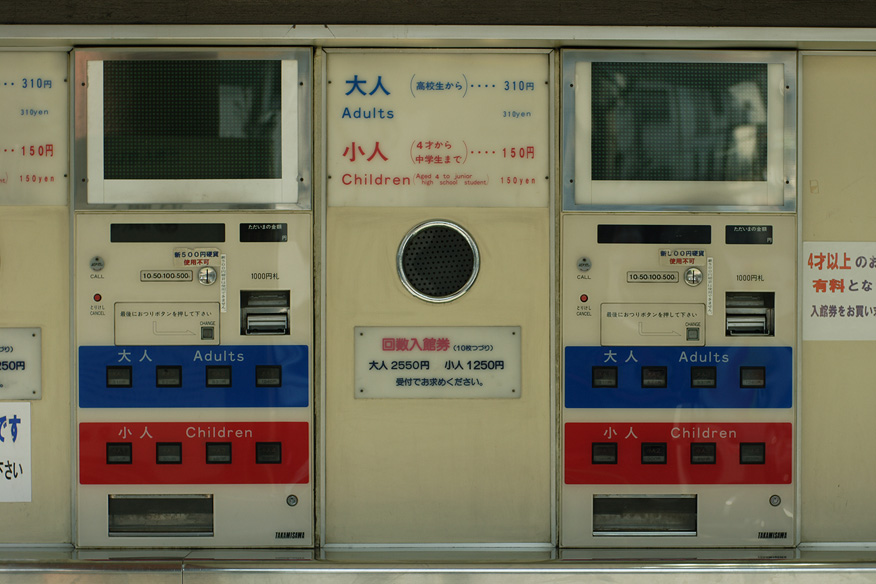 310円
310yen
150円
150yen
大人 (高校生から)‥‥ 310円
Adults 310yen
小人 (4才から
中学生まで)‥‥ 150円
Children (Aged 4 to junior
high school student) 150yen
ただいまの金額
円
新500円硬貨
使用不可
CALL
10-50-100-500
1000円札
とりけし
CANCEL
最後におつりボタンを押して下さい
CHANGE
大人 Adults
小人 Children
TAKAMISAWA
回数入館券 (10枚つづり)
大人 2550円 小人 1250円
受付でお求めください。
ただいまの金額
円
使用不可
CALL
10-50-100-500
1000円札
とりけし
CANCEL
最後におつりボタンを押して下さい
CHANGE
大人 Adults
小人 Children
TAKAMISAWA
4才以上のお
有料とな
入館券をお買い
つづり)
250円
です
下さい